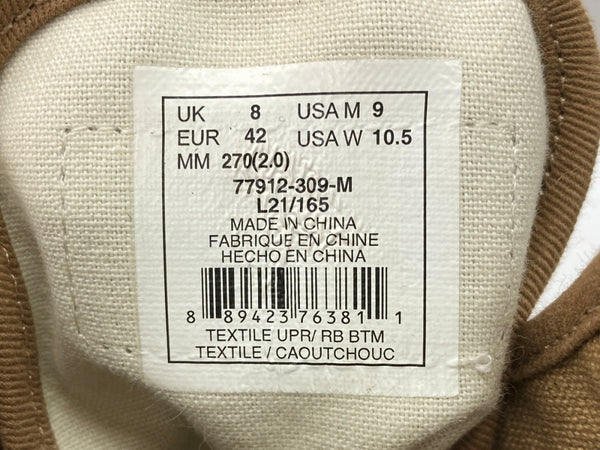 UK 8 USA M 9
EUR 42 USA W 10.5
MM 270(2.0)
77912-309-M
L21/165
MADE IN CHINA
FABRIQUE EN CHINE
HECHO EN CHINA
8 89423 76381 1
TEXTILE UPR/ RB BTM
TEXTILE / CAOUTCHOUC